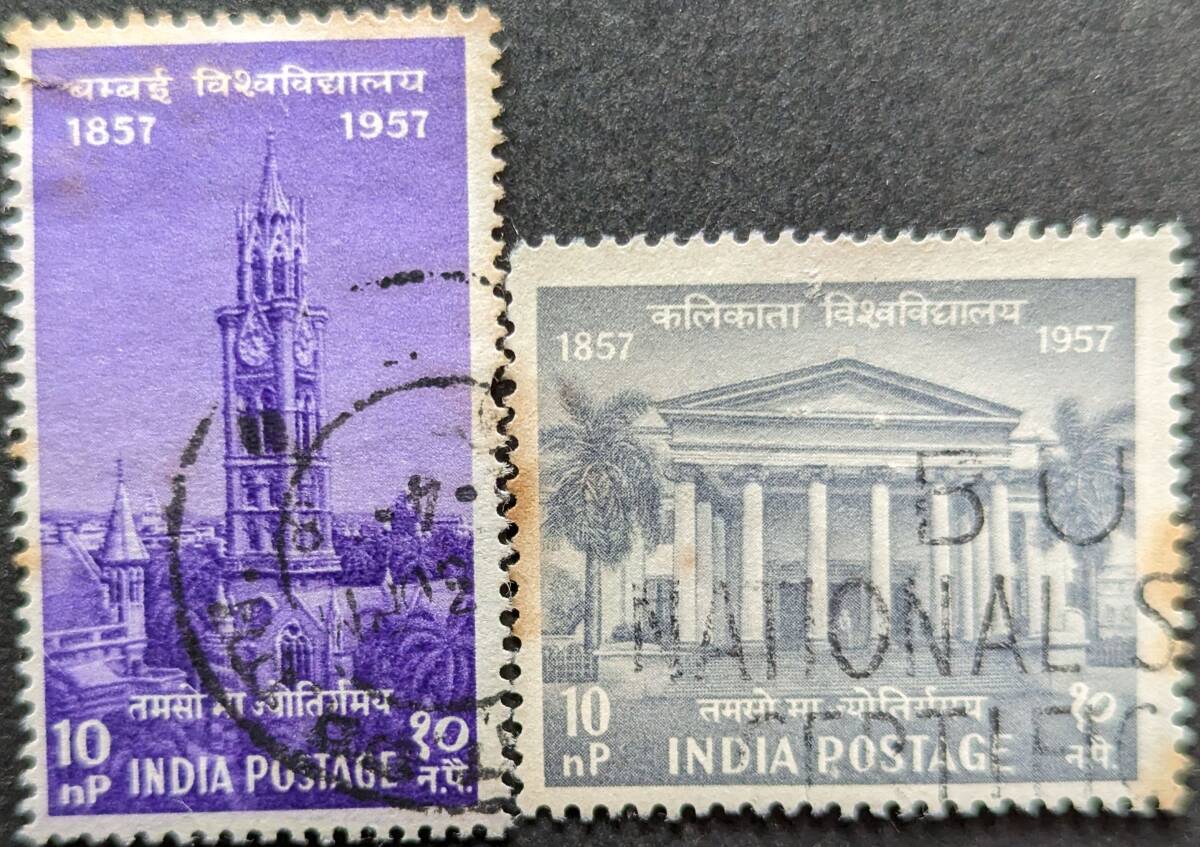 बम्बई विश्वविद्यालय
1857 1957
तमसो मा ज्योतिर्गमय
10 १०
nP INDIA POSTAGE न.पै.
कलिकाता विश्वविद्यालय
1857 1957
BU
NATIONAL S
तमसो मा ज्योतिर्गमय
10 १०
nP INDIA POSTAGE न.पै.